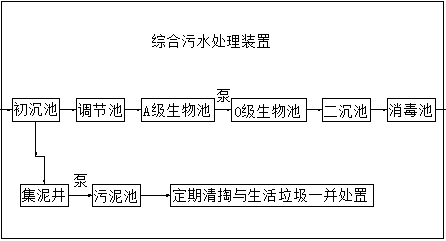 综合污水处理装置
泵
初沉池 调节池 A级生物池 O级生物池 二沉池 消毒池
泵
集泥井 污泥池 定期清掏与生活垃圾一并处置